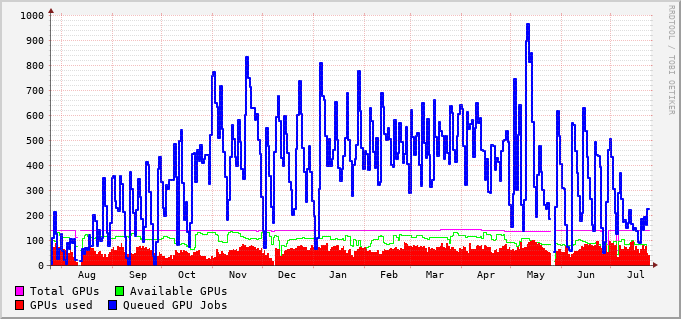 1000
900
800
700
600
500
400
300
200
100
0
Aug Sep Oct Nov Dec Jan Feb Mar Apr May Jun Jul
Total GPUs Available GPUs
GPUs used Queued GPU Jobs
RRDTOOL / TOBI OETIKER